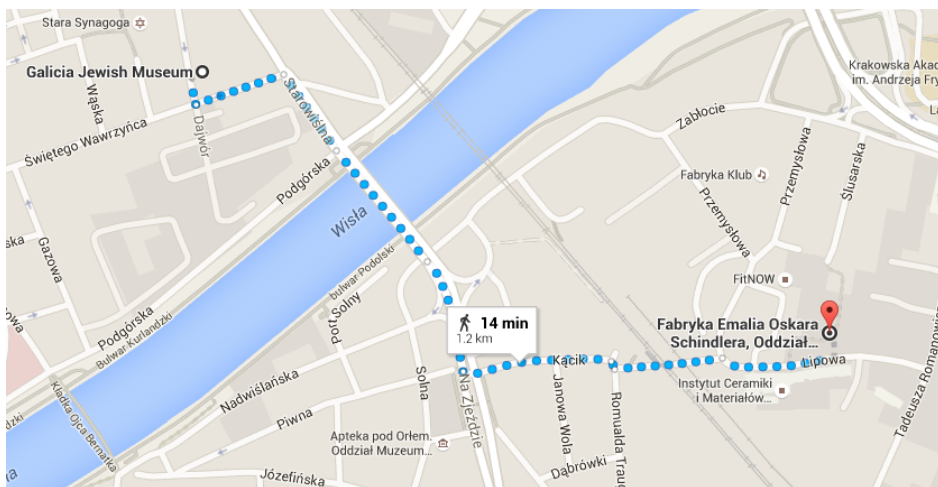 Stara Synagoga
Galicia Jewish Museum
Wąska
Starowiślna
Świętego Wawrzyńca
Dajwór
Podgórska
Wisła
Gazowa
Podgórska
Bulwar Kurlandzki
Kładka Ojca Bernatka
bulwar Podolski
Port Solny
Nadwiślańska
Piwna
Solna
Na Zjeździe
Józefińska
Apteka pod Orłem.
Oddział Muzeum...
14 min
1.2 km
Kącik
Janowa Wola
Dąbrówki
Romualda Traug
Zabłocie
Fabryka Klub
Przemysłowa
Przemysłowa
Ślusarska
Krakowska Aka
im. Andrzeja Fry
FitNOW
Fabryka Emalia Oskara
Schindlera, Oddział...
Lipowa
Instytut Ceramiki
i Materiałów...
Tadeusza Romanowic